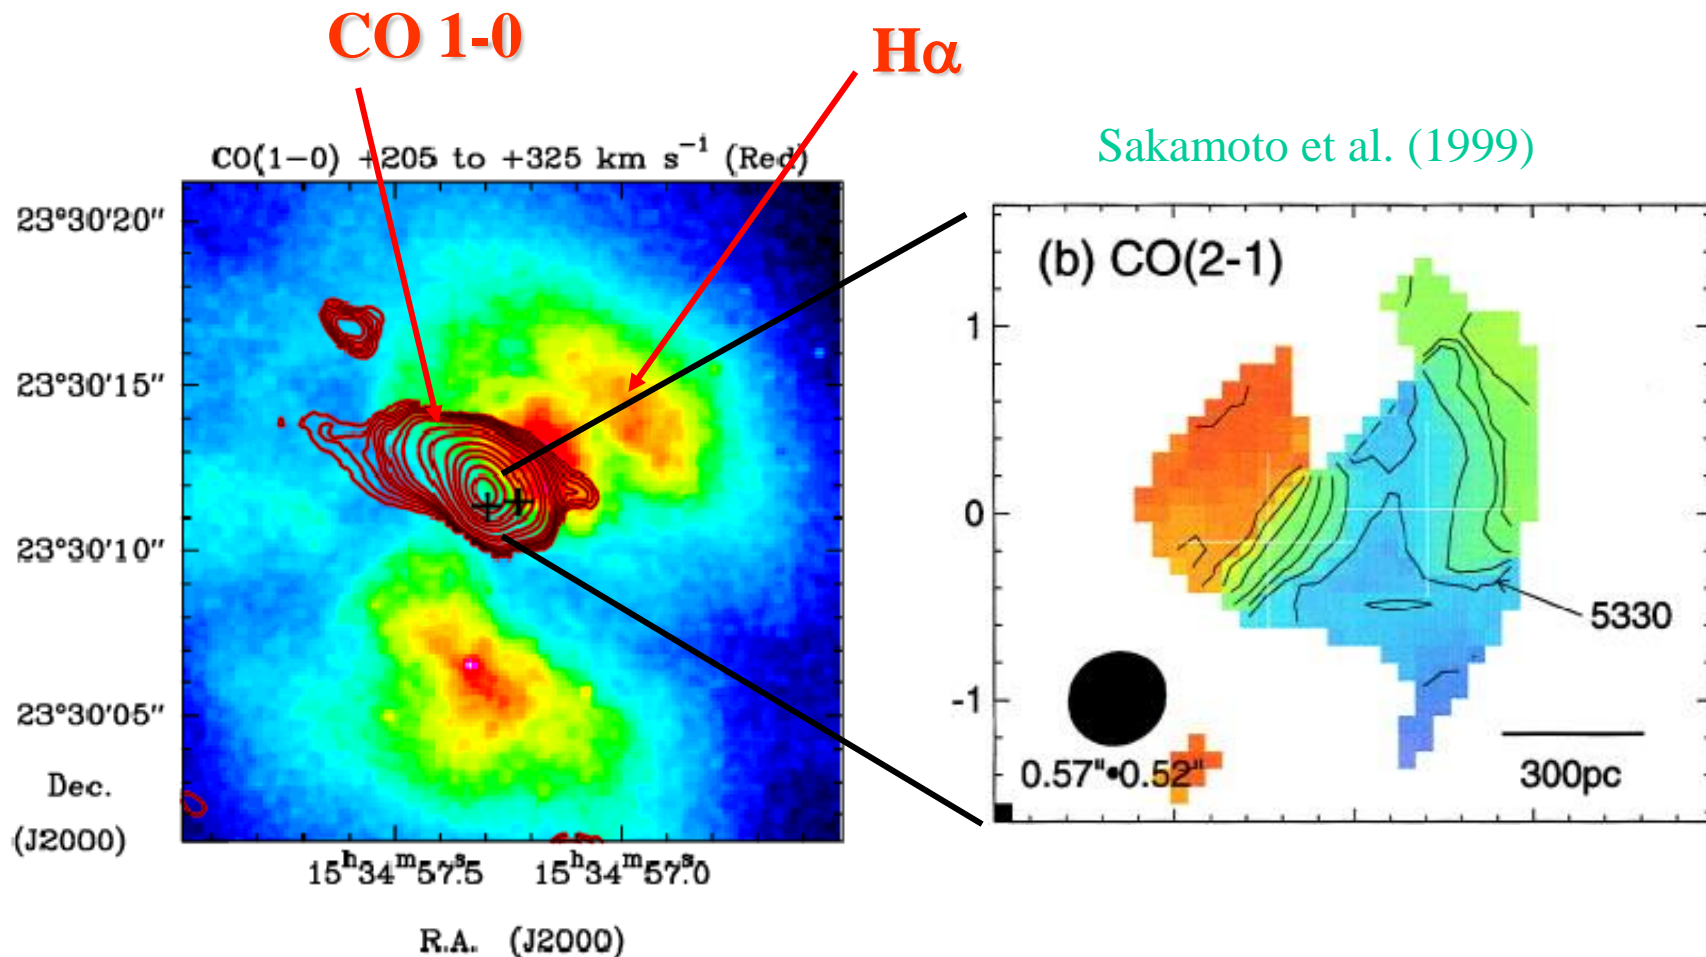 CO 1-0
Hα
Sakamoto et al. (1999)
CO(1−0) +205 to +325 km s⁻¹ (Red)
23°30'20"
23°30'15"
23°30'10"
23°30'05"
Dec.
(J2000)
15ʰ34ᵐ57.ˢ5 15ʰ34ᵐ57.ˢ0
R.A. (J2000)
(b) CO(2-1)
1
0
-1
5330
0.57"•0.52"
300pc